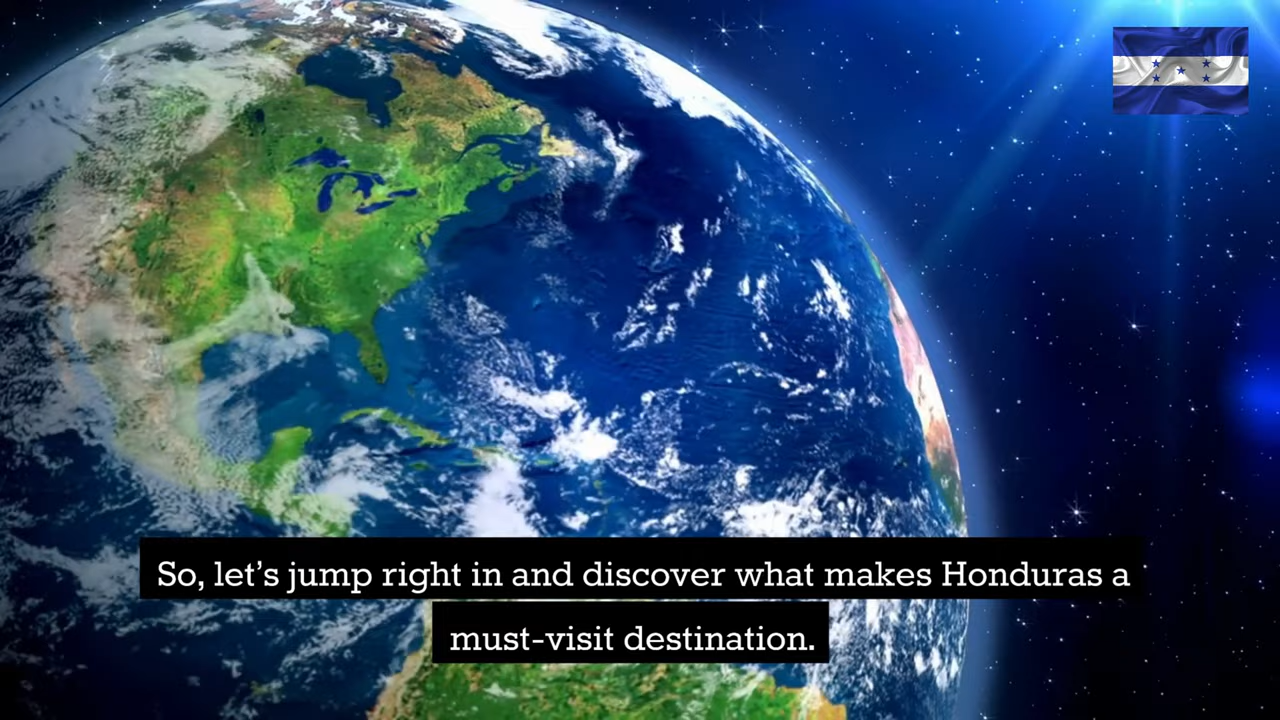 So, let’s jump right in and discover what makes Honduras a
must-visit destination.